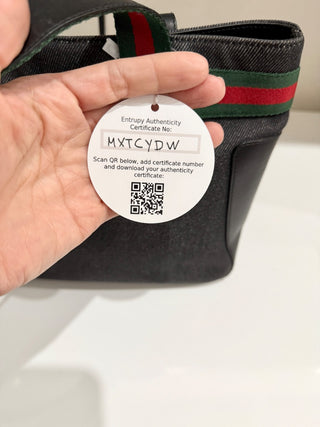 Entrupy Authenticity
Certificate No:
MXTCYDW
Scan QR below, add certificate number
and download your authenticity
certificate: